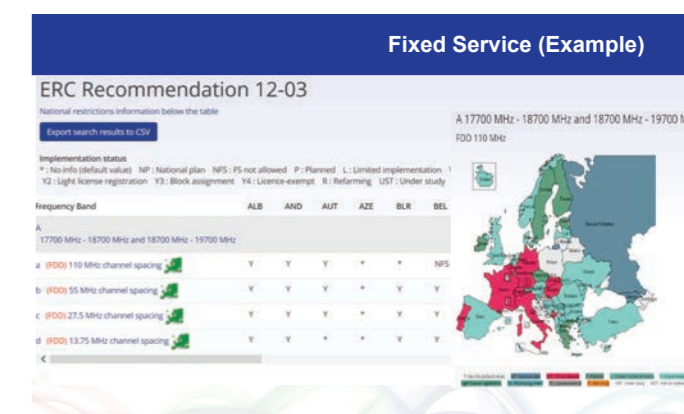 Fixed Service (Example)
ERC Recommendation 12-03
National restrictions information below the table
Export search results to CSV
Implementation status
* : No info (default value) NP : National plan NFS : FS not allowed P : Planned L : Limited implementation
Y2 : Light license registration Y3 : Block assignment Y4 : Licence-exempt R : Refarming UST : Under study
Frequency Band ALB AND AUT AZE BLR BEL
A
17700 MHz - 18700 MHz and 18700 MHz - 19700 MHz
a (FDD) 110 MHz channel spacing Y Y Y * * NFS
b (FDD) 55 MHz channel spacing Y Y Y * Y Y
c (FDD) 27.5 MHz channel spacing Y Y Y * Y Y
d (FDD) 13.75 MHz channel spacing Y Y * * Y Y
<
A 17700 MHz - 18700 MHz and 18700 MHz - 19700 M
FDD 110 MHz